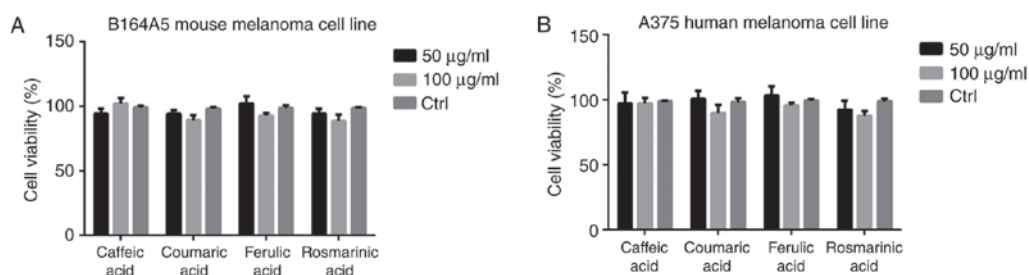 A
B164A5 mouse melanoma cell line
150
100
50
0
Cell viability (%)
Caffeic acid
Coumaric acid
Ferulic acid
Rosmarinic acid
50 µg/ml
100 µg/ml
Ctrl
B
A375 human melanoma cell line
150
100
50
0
Cell viability (%)
Caffeic acid
Coumaric acid
Ferulic acid
Rosmarinic acid
50 µg/ml
100 µg/ml
Ctrl